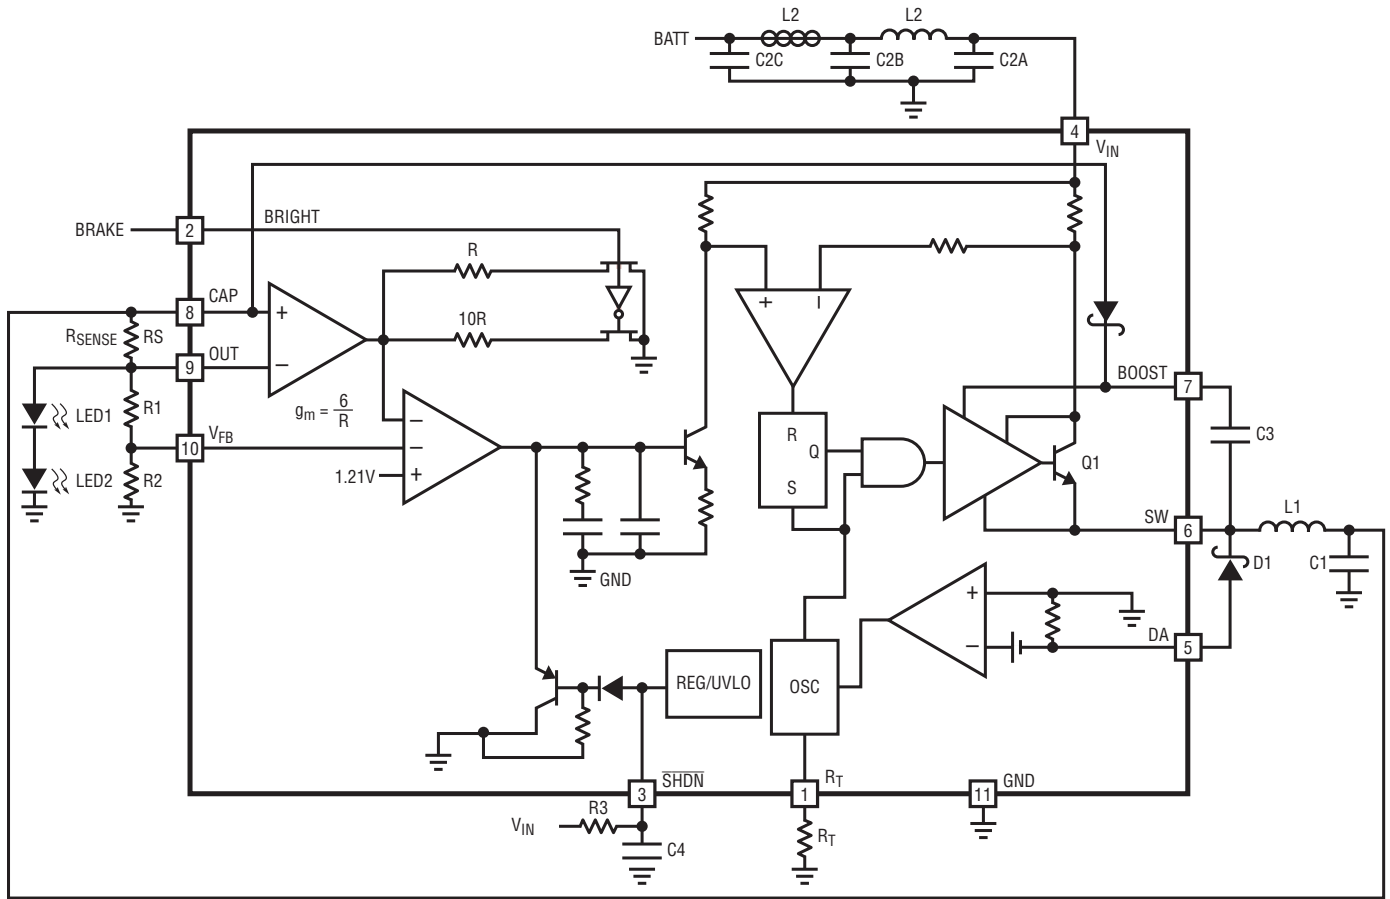 L2
L2
BATT
C2C
C2B
C2A
4
VIN
BRAKE
2
BRIGHT
R
8
CAP
+
10R
RSENSE
RS
9
OUT
−
+
−
BOOST
7
LED1
R1
gm = 6/R
−
R
Q
C3
10
VFB
−
Q1
LED2
R2
1.21V
+
S
SW
6
L1
GND
D1
C1
+
−
DA
5
REG/UVLO
OSC
3
SHDN
1
RT
11
GND
VIN
R3
C4
RT